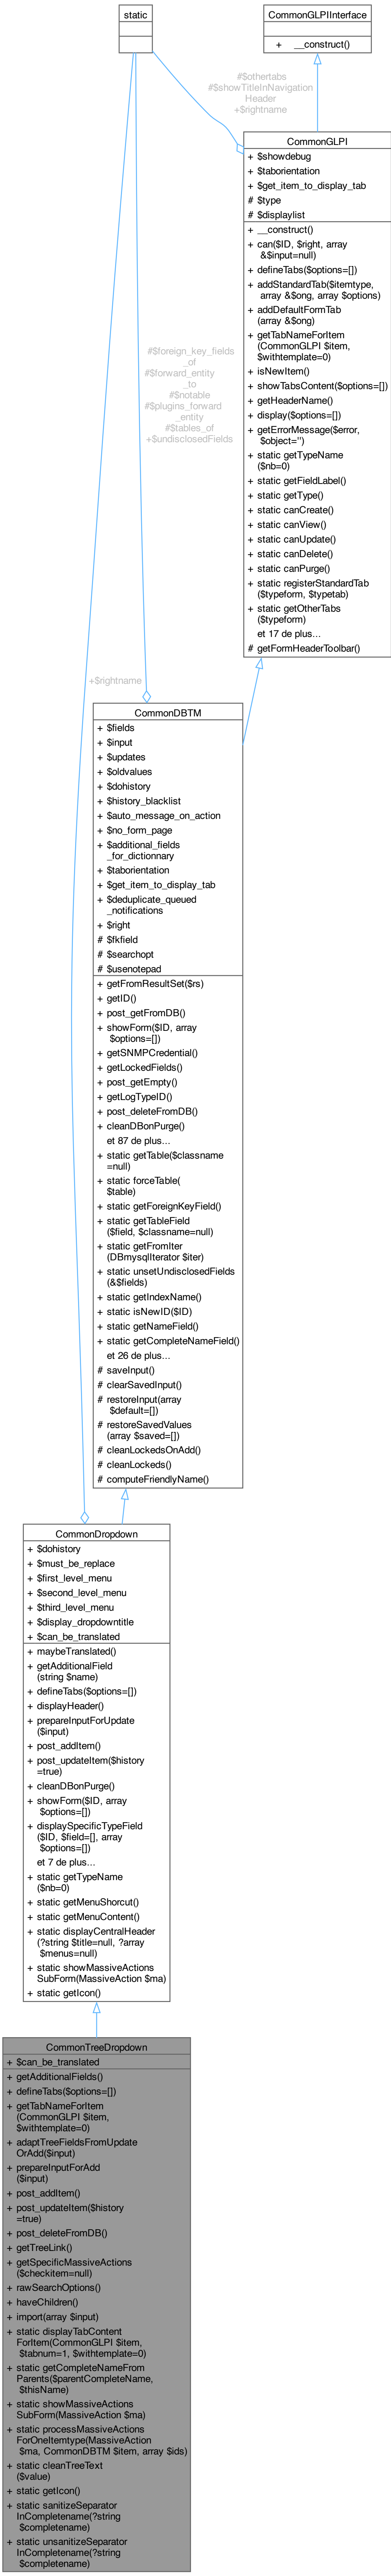 static
CommonGLPIInterface
+ __construct()
#$othertabs
#$showTitleInNavigation
Header
+$rightname
CommonGLPI
+ $showdebug
+ $taborientation
+ $get_item_to_display_tab
# $type
# $displaylist
+ __construct()
+ can($ID, $right, array
&$input=null)
+ defineTabs($options=[])
+ addStandardTab($itemtype,
array &$ong, array $options)
+ addDefaultFormTab
(array &$ong)
+ getTabNameForItem
(CommonGLPI $item,
$withtemplate=0)
+ isNewItem()
+ showTabsContent($options=[])
+ getHeaderName()
+ display($options=[])
+ getErrorMessage($error,
$object='')
+ static getTypeName
($nb=0)
+ static getFieldLabel()
+ static getType()
+ static canCreate()
+ static canView()
+ static canUpdate()
+ static canDelete()
+ static canPurge()
+ static registerStandardTab
($typeform, $typetab)
+ static getOtherTabs
($typeform)
et 17 de plus...
# getFormHeaderToolbar()
#$foreign_key_fields
_of
#$forward_entity
_to
#$notable
#$plugins_forward
_entity
#$tables_of
+$undisclosedFields
+$rightname
CommonDBTM
+ $fields
+ $input
+ $updates
+ $oldvalues
+ $dohistory
+ $history_blacklist
+ $auto_message_on_action
+ $no_form_page
+ $additional_fields
_for_dictionnary
+ $taborientation
+ $get_item_to_display_tab
+ $deduplicate_queued
_notifications
+ $right
# $fkfield
# $searchopt
# $usenotepad
+ getFromResultSet($rs)
+ getID()
+ post_getFromDB()
+ showForm($ID, array
$options=[])
+ getSNMPCredential()
+ getLockedFields()
+ post_getEmpty()
+ getLogTypeID()
+ post_deleteFromDB()
+ cleanDBonPurge()
et 87 de plus...
+ static getTable($classname
=null)
+ static forceTable(
$table)
+ static getForeignKeyField()
+ static getTableField
($field, $classname=null)
+ static getFromIter
(DBmysqlIterator $iter)
+ static unsetUndisclosedFields
(&$fields)
+ static getIndexName()
+ static isNewID($ID)
+ static getNameField()
+ static getCompleteNameField()
et 26 de plus...
# saveInput()
# clearSavedInput()
# restoreInput(array
$default=[])
# restoreSavedValues
(array $saved=[])
# cleanLockedsOnAdd()
# cleanLockeds()
# computeFriendlyName()
CommonDropdown
+ $dohistory
+ $must_be_replace
+ $first_level_menu
+ $second_level_menu
+ $third_level_menu
+ $display_dropdowntitle
+ $can_be_translated
+ maybeTranslated()
+ getAdditionalField
(string $name)
+ defineTabs($options=[])
+ displayHeader()
+ prepareInputForUpdate
($input)
+ post_addItem()
+ post_updateItem($history
=true)
+ cleanDBonPurge()
+ showForm($ID, array
$options=[])
+ displaySpecificTypeField
($ID, $field=[], array
$options=[])
et 7 de plus...
+ static getTypeName
($nb=0)
+ static getMenuShorcut()
+ static getMenuContent()
+ static displayCentralHeader
(?string $title=null, ?array
$menus=null)
+ static showMassiveActions
SubForm(MassiveAction $ma)
+ static getIcon()
CommonTreeDropdown
+ $can_be_translated
+ getAdditionalFields()
+ defineTabs($options=[])
+ getTabNameForItem
(CommonGLPI $item,
$withtemplate=0)
+ adaptTreeFieldsFromUpdate
OrAdd($input)
+ prepareInputForAdd
($input)
+ post_addItem()
+ post_updateItem($history
=true)
+ post_deleteFromDB()
+ getTreeLink()
+ getSpecificMassiveActions
($checkitem=null)
+ rawSearchOptions()
+ haveChildren()
+ import(array $input)
+ static displayTabContent
ForItem(CommonGLPI $item,
$tabnum=1, $withtemplate=0)
+ static getCompleteNameFrom
Parents($parentCompleteName,
$thisName)
+ static showMassiveActions
SubForm(MassiveAction $ma)
+ static processMassiveActions
ForOneItemtype(MassiveAction
$ma, CommonDBTM $item, array $ids)
+ static cleanTreeText
($value)
+ static getIcon()
+ static sanitizeSeparator
InCompletename(?string
$completename)
+ static unsanitizeSeparator
InCompletename(?string
$completename)